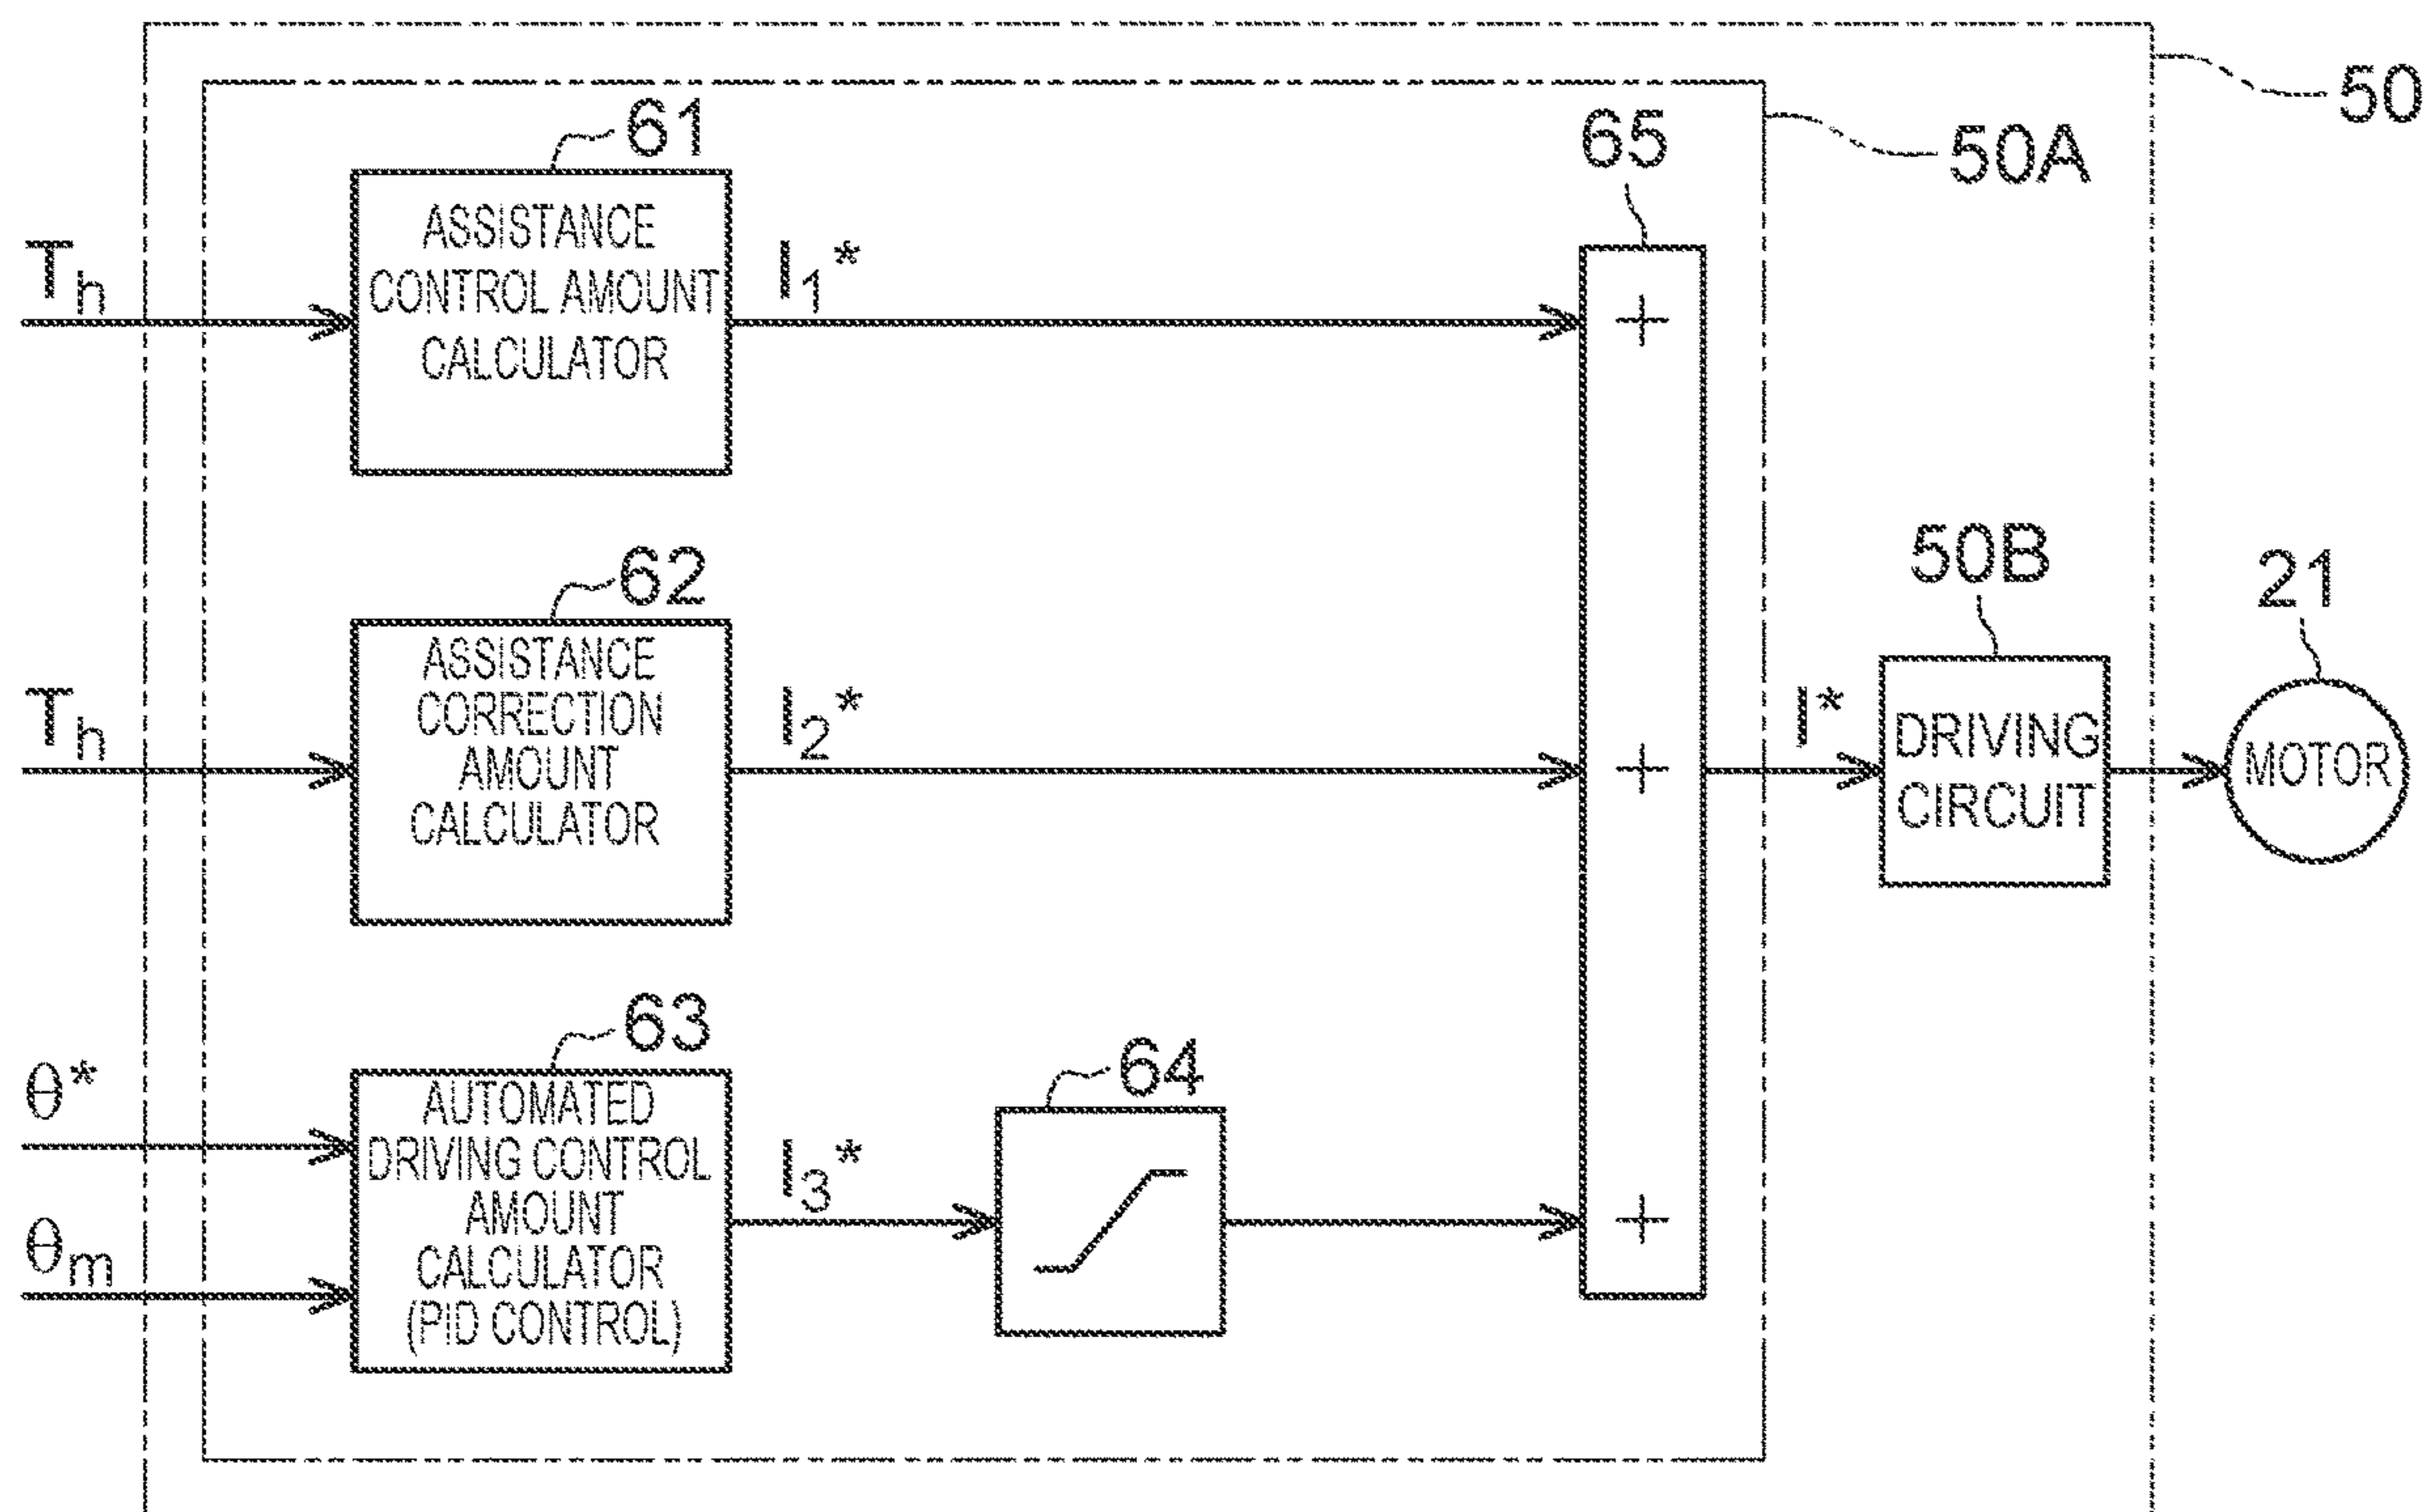 50
50A
61
65
ASSISTANCE
CONTROL AMOUNT
CALCULATOR
Th
I1*
+
62
50B
21
ASSISTANCE
CORRECTION
AMOUNT
CALCULATOR
Th
I2*
+
I*
DRIVING
CIRCUIT
MOTOR
63
64
θ*
θm
AUTOMATED
DRIVING CONTROL
AMOUNT
CALCULATOR
(PID CONTROL)
I3*
+